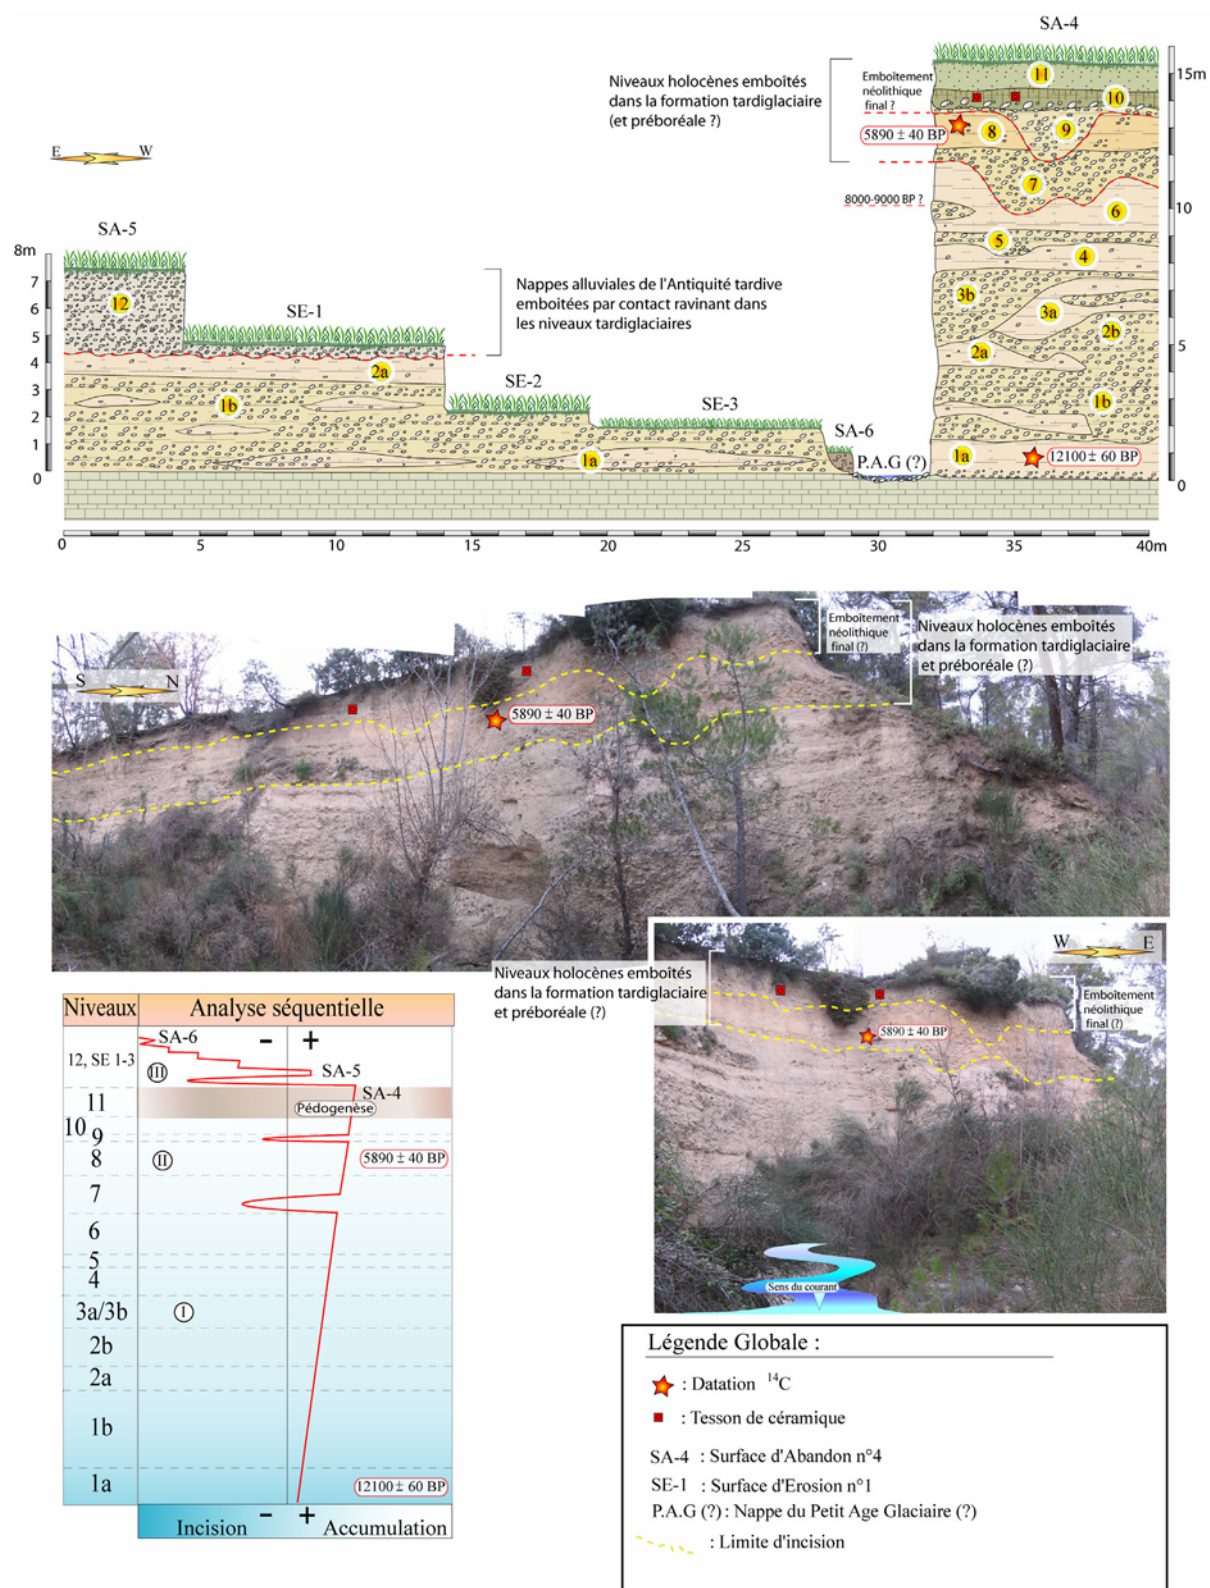 SA-4
Niveaux holocènes emboîtés
dans la formation tardiglaciaire
(et préboréale ?)
Emboîtement
néolithique
final ?
5890 ± 40 BP
8000-9000 BP ?
15m
10
5
0
11
10
8
9
7
6
5
4
3b
3a
2b
2a
1b
1a
12100 ± 60 BP
E
W
SA-5
8m
7
6
5
4
3
2
1
0
12
SE-1
Nappes alluviales de l'Antiquité tardive
emboitées par contact ravinant dans
les niveaux tardiglaciaires
2a
SE-2
1b
SE-3
1a
SA-6
P.A.G (?)
0
5
10
15
20
25
30
35
40m
S
N
5890 ± 40 BP
Emboîtement
néolithique
final (?)
Niveaux holocènes emboîtés
dans la formation tardiglaciaire
et préboréale (?)
W
E
Niveaux holocènes emboîtés
dans la formation tardiglaciaire
et préboréale (?)
5890 ± 40 BP
Emboîtement
néolithique
final (?)
Sens du courant
Niveaux
Analyse séquentielle
SA-6
-
+
12, SE 1-3
III
SA-5
SA-4
11
Pédogenèse
10
9
8
II
5890 ± 40 BP
7
6
5
4
3a/3b
I
2b
2a
1b
1a
12100 ± 60 BP
Incision
-
+
Accumulation
Légende Globale :
: Datation 14C
: Tesson de céramique
SA-4 : Surface d'Abandon n°4
SE-1 : Surface d'Erosion n°1
P.A.G (?) : Nappe du Petit Age Glaciaire (?)
: Limite d'incision